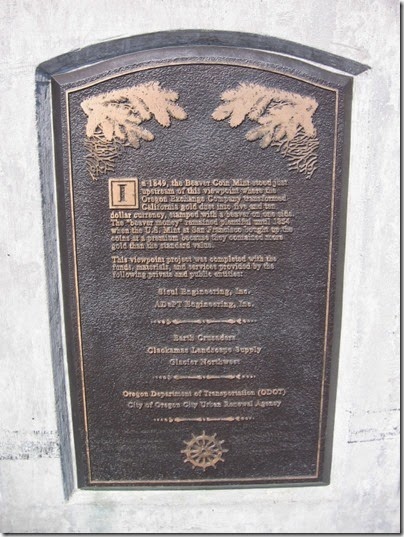 In 1849, the Beaver Coin Mint stood just
upstream of this viewpoint where the
Oregon Exchange Company transformed
California gold dust into five and ten
dollar currency, stamped with a beaver on one side.
The "beaver money" remained plentiful until 1854
when the U.S. Mint at San Francisco bought up the
coins at a premium because they contained more
gold than the standard value.
This viewpoint project was completed with the
funds, materials, and services provided by the
following private and public entities:
Sisul Engineering, Inc.
ADaPT Engineering, Inc.
Earth Crusaders
Clackamas Landscape Supply
Glacier Northwest
Oregon Department of Transportation (ODOT)
City of Oregon City Urban Renewal Agency